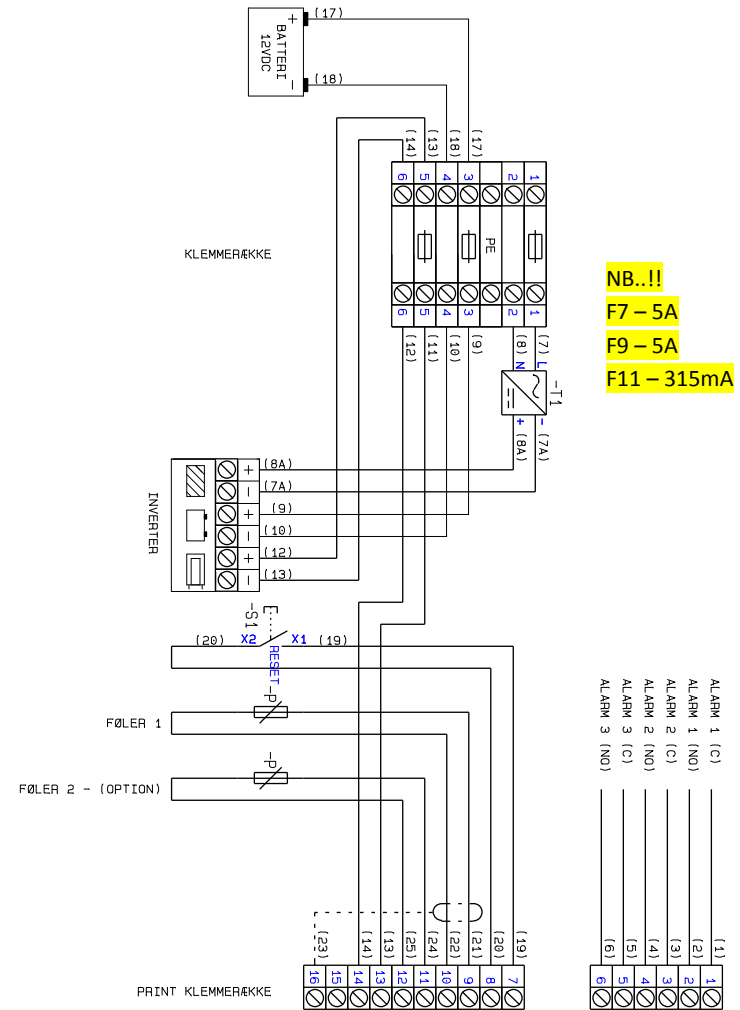 (17)
+
BATTERI
12VDC
-
(18)
(14)
(13)
(18)
(17)
6
5
4
3
2
1
KLEMMERÆKKE
PE
6
5
4
3
2
1
(12)
(11)
(10)
(9)
(8)
(7)
N
L
-T1
+
-
(8A)
(7A)
NB..!!
F7 – 5A
F9 – 5A
F11 – 315mA
INVERTER
+ (8A)
- (7A)
+ (9)
- (10)
+ (12)
- (13)
-S1
(20) X2 X1 (19)
RESET
-P
FØLER 1
-P
FØLER 2 - (OPTION)
ALARM 3 (NO)
ALARM 3 (C)
ALARM 2 (NO)
ALARM 2 (C)
ALARM 1 (NO)
ALARM 1 (C)
(23)
(14)
(13)
(25)
(24)
(22)
(21)
(20)
(19)
PRINT KLEMMERÆKKE
16
15
14
13
12
11
10
9
8
7
(6)
(5)
(4)
(3)
(2)
(1)
6
5
4
3
2
1